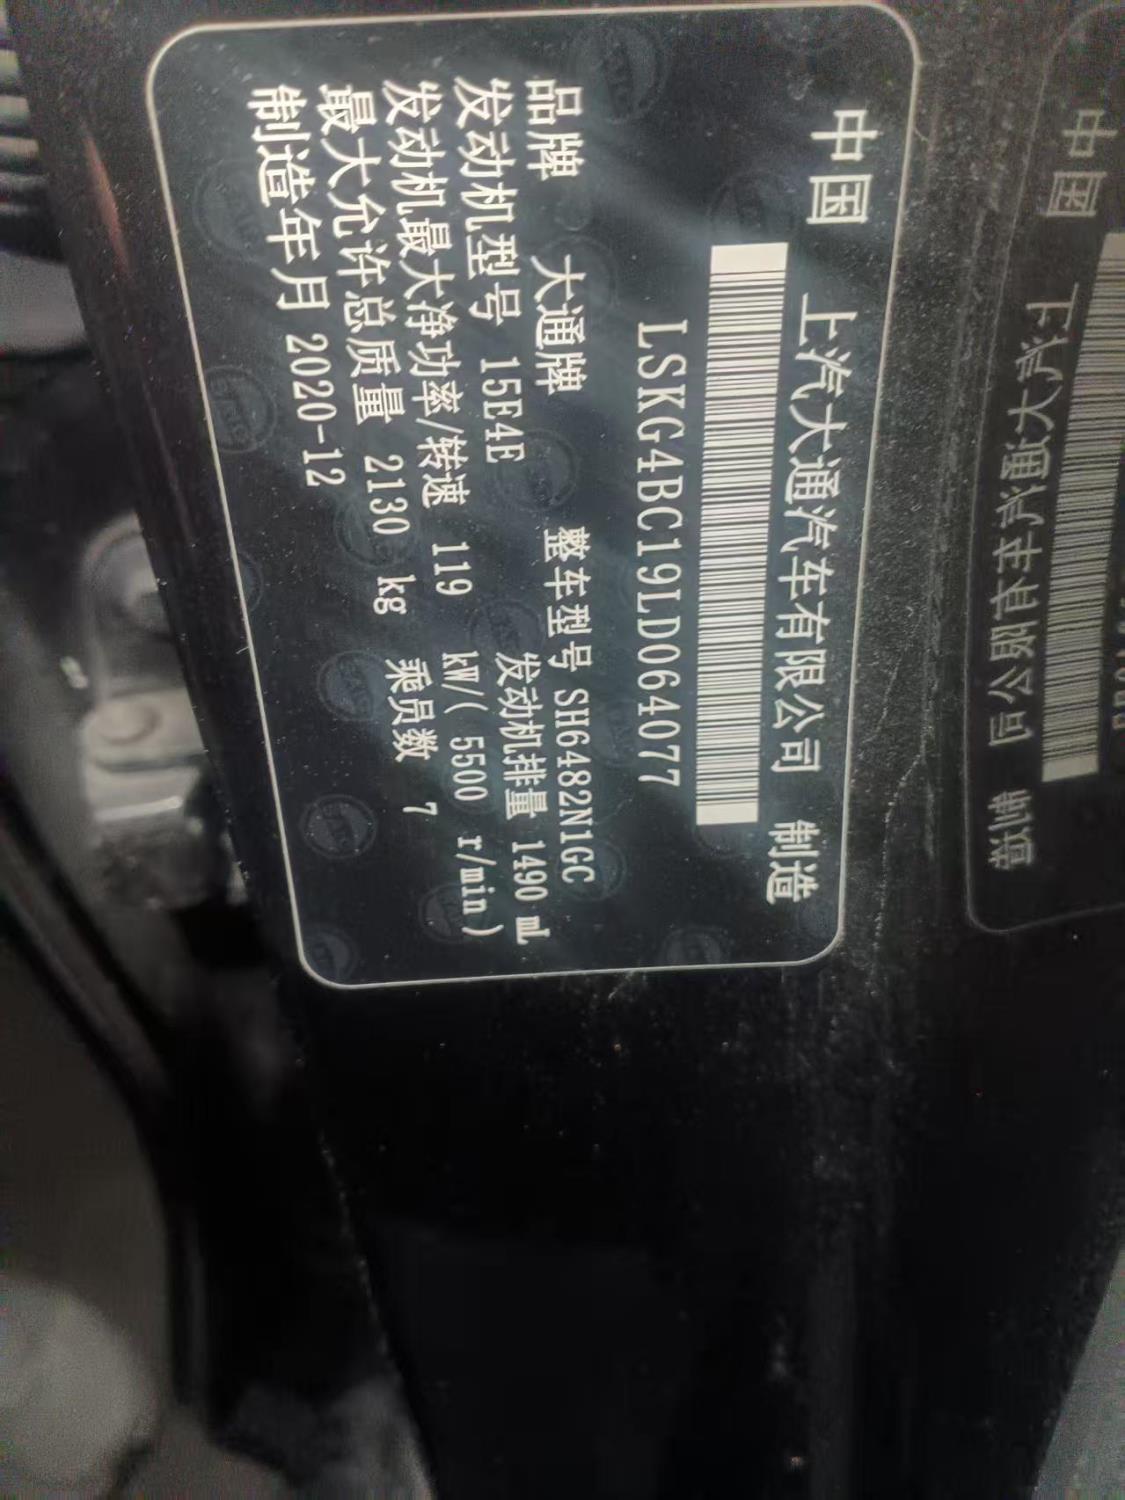 中国 上汽大通汽车有限公司 制造
LSKG4BC19LD064077
品牌 大通牌 整车型号 SH6482N1GC
发动机型号 15E4E 发动机排量 1490 mL
发动机最大净功率/转速 119 kW/( 5500 r/min )
最大允许总质量 2130 kg 乘员数 7
制造年月 2020-12